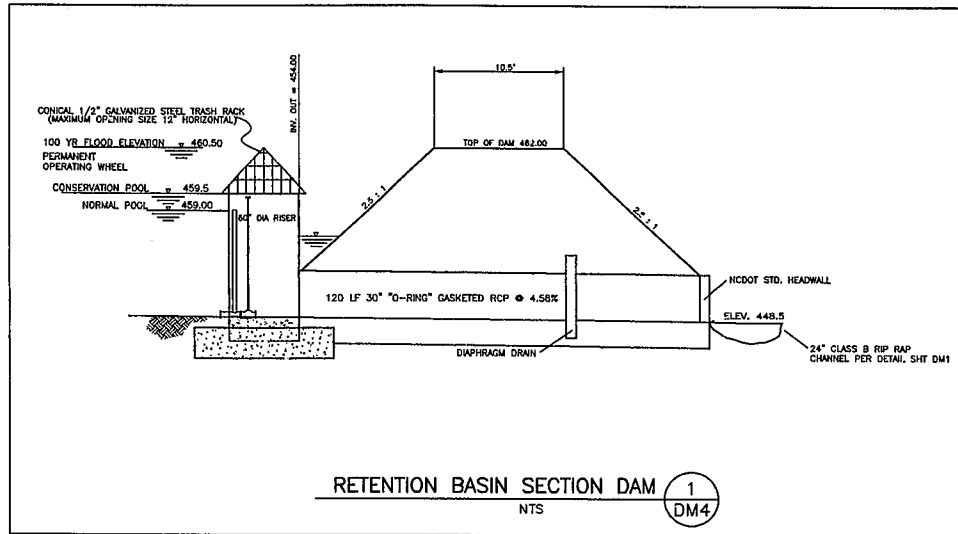 10.5'
INV. OUT = 454.00
CONICAL 1/2" GALVANIZED STEEL TRASH RACK
(MAXIMUM OPENING SIZE 12" HORIZONTAL)
100 YR FLOOD ELEVATION 460.50
PERMANENT
OPERATING WHEEL
TOP OF DAM 462.00
CONSERVATION POOL 459.5
NORMAL POOL 459.00
60" DIA RISER
2.5 : 1
: 1
NCDOT STD. HEADWALL
120 LF 30" "O-RING" GASKETED RCP @ 4.58%
ELEV. 448.5
DIAPHRAGM DRAIN
24" CLASS B RIP RAP
CHANNEL PER DETAIL. SHT DM1
RETENTION BASIN SECTION DAM
NTS
1
DM4